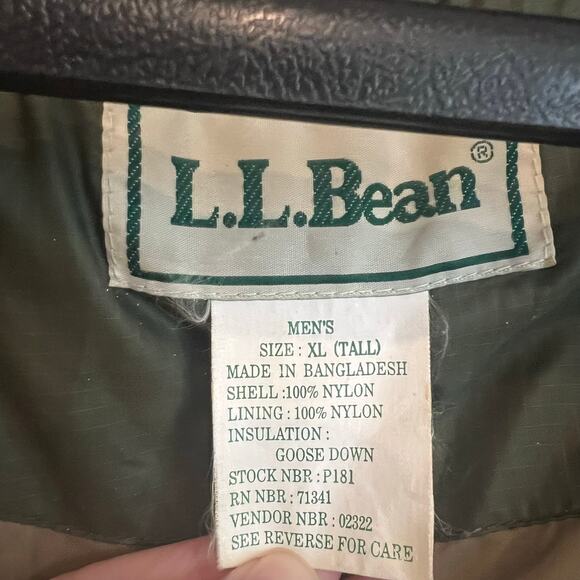 L.L.Bean®
MEN'S
SIZE : XL (TALL)
MADE IN BANGLADESH
SHELL :100% NYLON
LINING : 100% NYLON
INSULATION :
GOOSE DOWN
STOCK NBR : P181
RN NBR : 71341
VENDOR NBR : 02322
SEE REVERSE FOR CARE